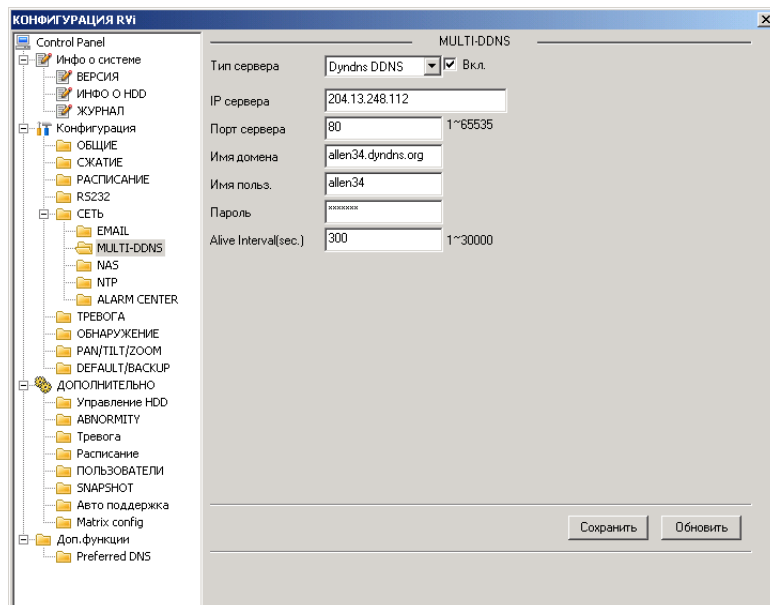 КОНФИГУРАЦИЯ RVi
Control Panel
Инфо о системе
ВЕРСИЯ
ИНФО О HDD
ЖУРНАЛ
Конфигурация
ОБЩИЕ
СЖАТИЕ
РАСПИСАНИЕ
RS232
СЕТЬ
EMAIL
MULTI-DDNS
NAS
NTP
ALARM CENTER
ТРЕВОГА
ОБНАРУЖЕНИЕ
PAN/TILT/ZOOM
DEFAULT/BACKUP
ДОПОЛНИТЕЛЬНО
Управление HDD
ABNORMITY
Тревога
Расписание
ПОЛЬЗОВАТЕЛИ
SNAPSHOT
Авто поддержка
Matrix config
Доп.функции
Preferred DNS
MULTI-DDNS
Тип сервера Dyndns DDNS Вкл.
IP сервера 204.13.248.112
Порт сервера 80 1~65535
Имя домена allen34.dyndns.org
Имя польз. allen34
Пароль *******
Alive Interval(sec.) 300 1~30000
Сохранить Обновить